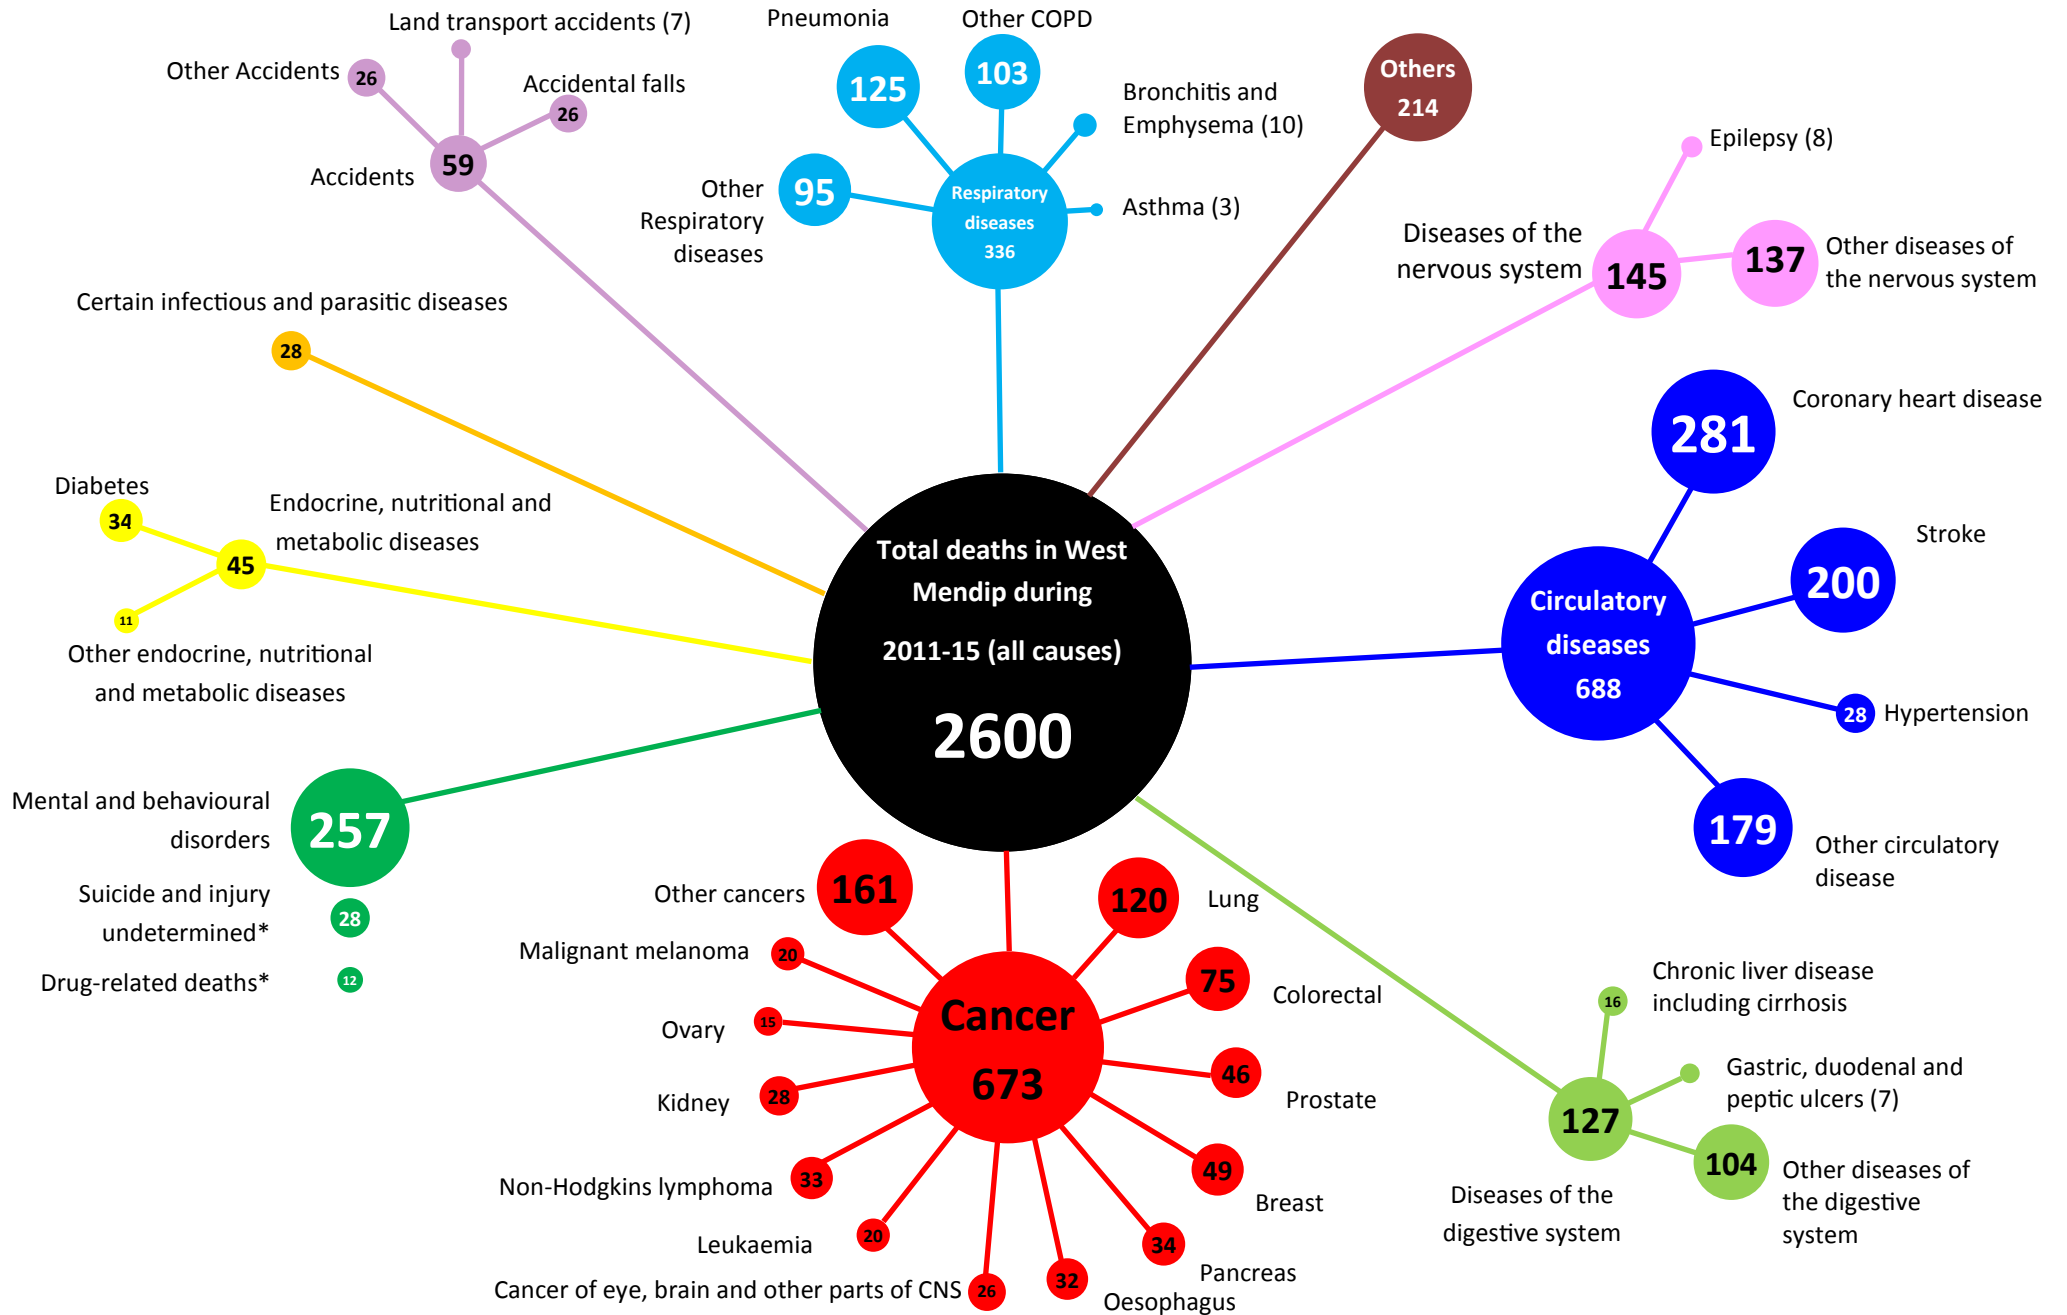 Land transport accidents (7)
Other Accidents
26
Accidental falls
26
Accidents
59
Pneumonia
125
Other COPD
103
Bronchitis and
Emphysema (10)
Other
Respiratory
diseases
95
Respiratory
diseases
336
Asthma (3)
Others
214
Epilepsy (8)
Diseases of the
nervous system
145
137
Other diseases of
the nervous system
Certain infectious and parasitic diseases
28
Diabetes
34
Endocrine, nutritional and
metabolic diseases
45
11
Other endocrine, nutritional
and metabolic diseases
Total deaths in West
Mendip during
2011-15 (all causes)
2600
Coronary heart disease
281
Stroke
200
Circulatory
diseases
688
28
Hypertension
179
Other circulatory
disease
Mental and behavioural
disorders
257
Suicide and injury
undetermined*
28
Drug-related deaths*
12
Other cancers
161
120
Lung
Malignant melanoma
20
75
Colorectal
Ovary
15
Cancer
673
46
Prostate
Kidney
28
49
Breast
Non-Hodgkins lymphoma
33
Leukaemia
20
34
Pancreas
Cancer of eye, brain and other parts of CNS
26
32
Oesophagus
Chronic liver disease
including cirrhosis
16
Gastric, duodenal and
peptic ulcers (7)
127
104
Other diseases of
the digestive
system
Diseases of the
digestive system